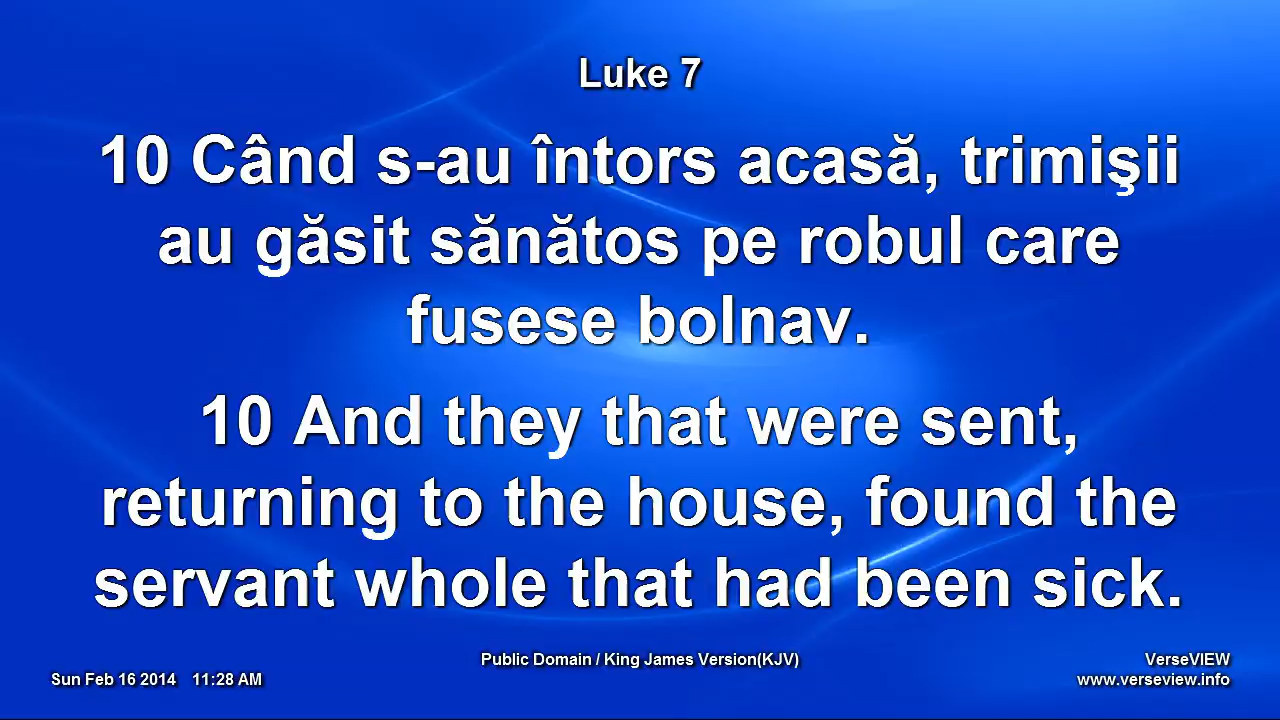 Luke 7
10 Când s-au întors acasă, trimişii
au găsit sănătos pe robul care
fusese bolnav.
10 And they that were sent,
returning to the house, found the
servant whole that had been sick.
Public Domain / King James Version(KJV)
VerseVIEW
Sun Feb 16 2014 11:28 AM
www.verseview.info